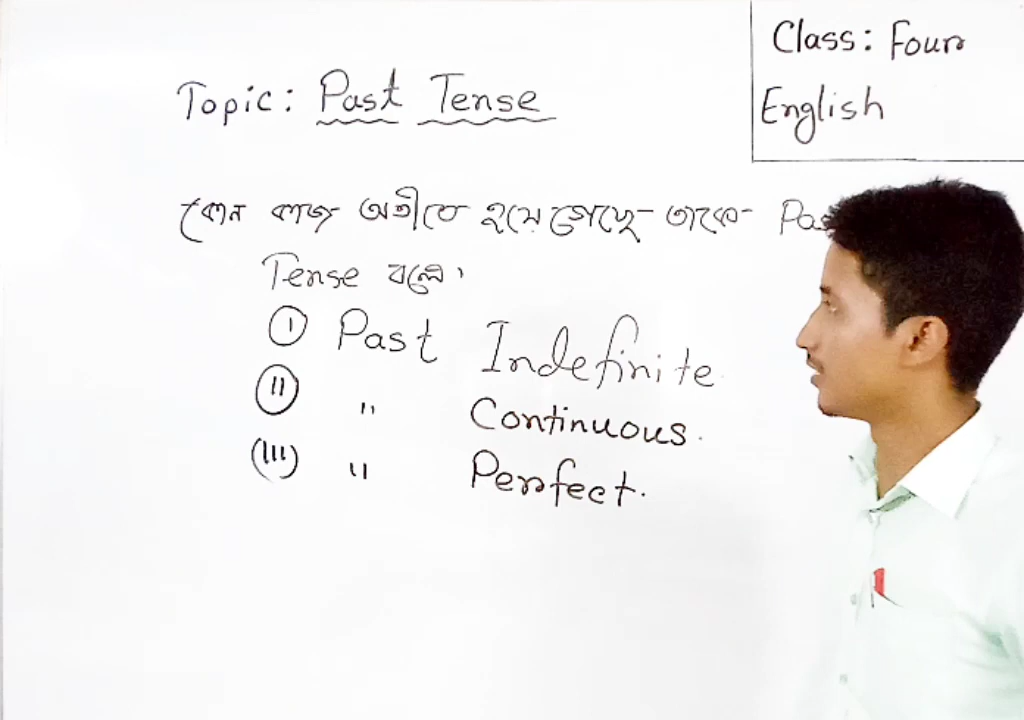 Class: Four
English
Topic: Past Tense
কোন কাজ অতীতে হয়ে গেছে তাকে Pas
Tense বলে।
(I) Past Indefinite
(II) " Continuous.
(III) " Perfect.